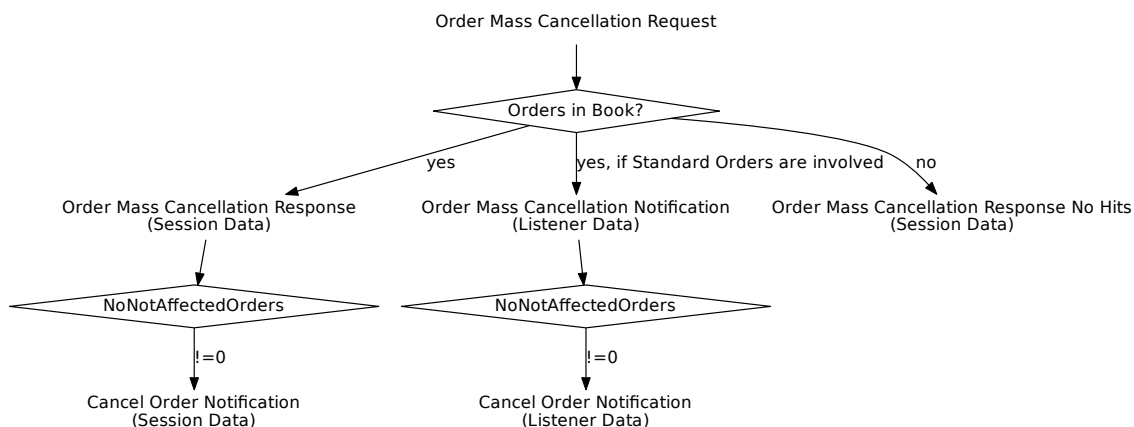 Order Mass Cancellation Request
Orders in Book?
yes
yes, if Standard Orders are involved
no
Order Mass Cancellation Response
(Session Data)
Order Mass Cancellation Notification
(Listener Data)
Order Mass Cancellation Response No Hits
(Session Data)
NoNotAffectedOrders
NoNotAffectedOrders
!=0
!=0
Cancel Order Notification
(Session Data)
Cancel Order Notification
(Listener Data)